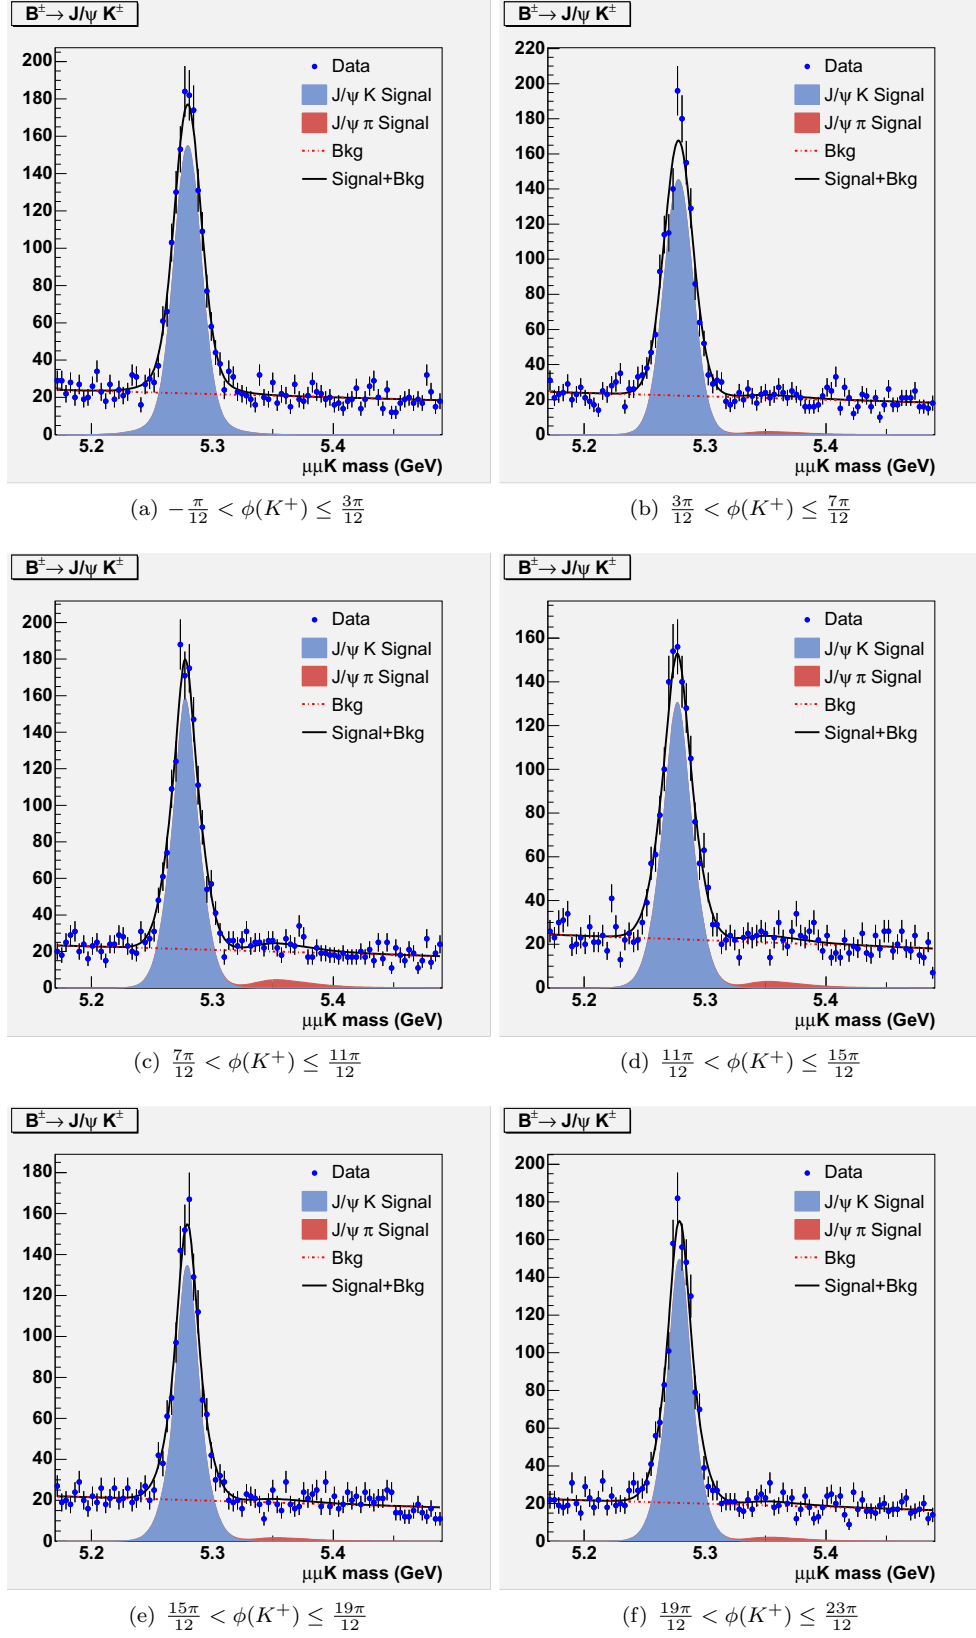 B± → J/ψ K±
200
180
160
140
120
100
80
60
40
20
0
Data
J/ψ K Signal
J/ψ π Signal
Bkg
Signal+Bkg
5.2 5.3 5.4
μμK mass (GeV)
(a) −π/12 < φ(K⁺) ≤ 3π/12
B± → J/ψ K±
220
200
180
160
140
120
100
80
60
40
20
0
Data
J/ψ K Signal
J/ψ π Signal
Bkg
Signal+Bkg
5.2 5.3 5.4
μμK mass (GeV)
(b) 3π/12 < φ(K⁺) ≤ 7π/12
B± → J/ψ K±
200
180
160
140
120
100
80
60
40
20
0
Data
J/ψ K Signal
J/ψ π Signal
Bkg
Signal+Bkg
5.2 5.3 5.4
μμK mass (GeV)
(c) 7π/12 < φ(K⁺) ≤ 11π/12
B± → J/ψ K±
160
140
120
100
80
60
40
20
0
Data
J/ψ K Signal
J/ψ π Signal
Bkg
Signal+Bkg
5.2 5.3 5.4
μμK mass (GeV)
(d) 11π/12 < φ(K⁺) ≤ 15π/12
B± → J/ψ K±
180
160
140
120
100
80
60
40
20
0
Data
J/ψ K Signal
J/ψ π Signal
Bkg
Signal+Bkg
5.2 5.3 5.4
μμK mass (GeV)
(e) 15π/12 < φ(K⁺) ≤ 19π/12
B± → J/ψ K±
200
180
160
140
120
100
80
60
40
20
0
Data
J/ψ K Signal
J/ψ π Signal
Bkg
Signal+Bkg
5.2 5.3 5.4
μμK mass (GeV)
(f) 19π/12 < φ(K⁺) ≤ 23π/12